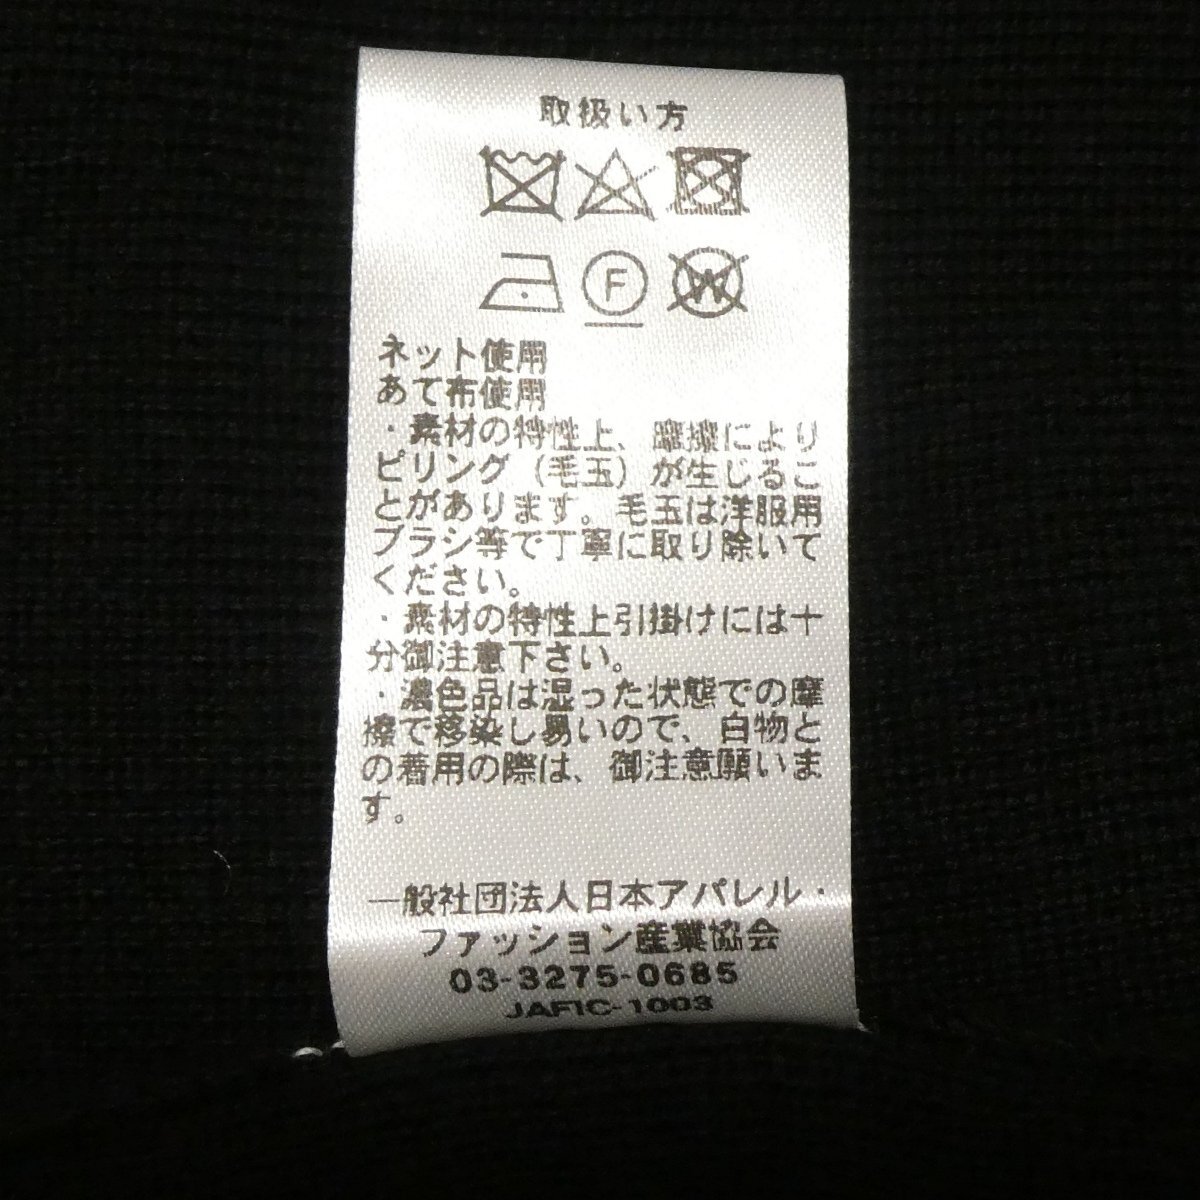 取扱い方
F W
ネット使用
あて布使用
・素材の特性上、摩擦により
ピリング（毛玉）が生じるこ
とがあります。毛玉は洋服用
ブラシ等で丁寧に取り除いて
ください。
・素材の特性上引掛けには十
分御注意下さい。
・濃色品は湿った状態での摩
擦で移染し易いので、白物と
の着用の際は、御注意願いま
す。
一般社団法人日本アパレル・
ファッション産業協会
03-3275-0685
JAFIC-1003